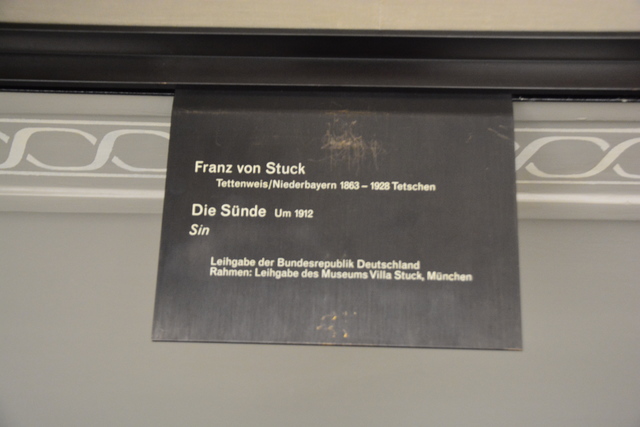 Franz von Stuck
Tettenweis/Niederbayern 1863 – 1928 Tetschen
Die Sünde Um 1912
Sin
Leihgabe der Bundesrepublik Deutschland
Rahmen: Leihgabe des Museums Villa Stuck, München